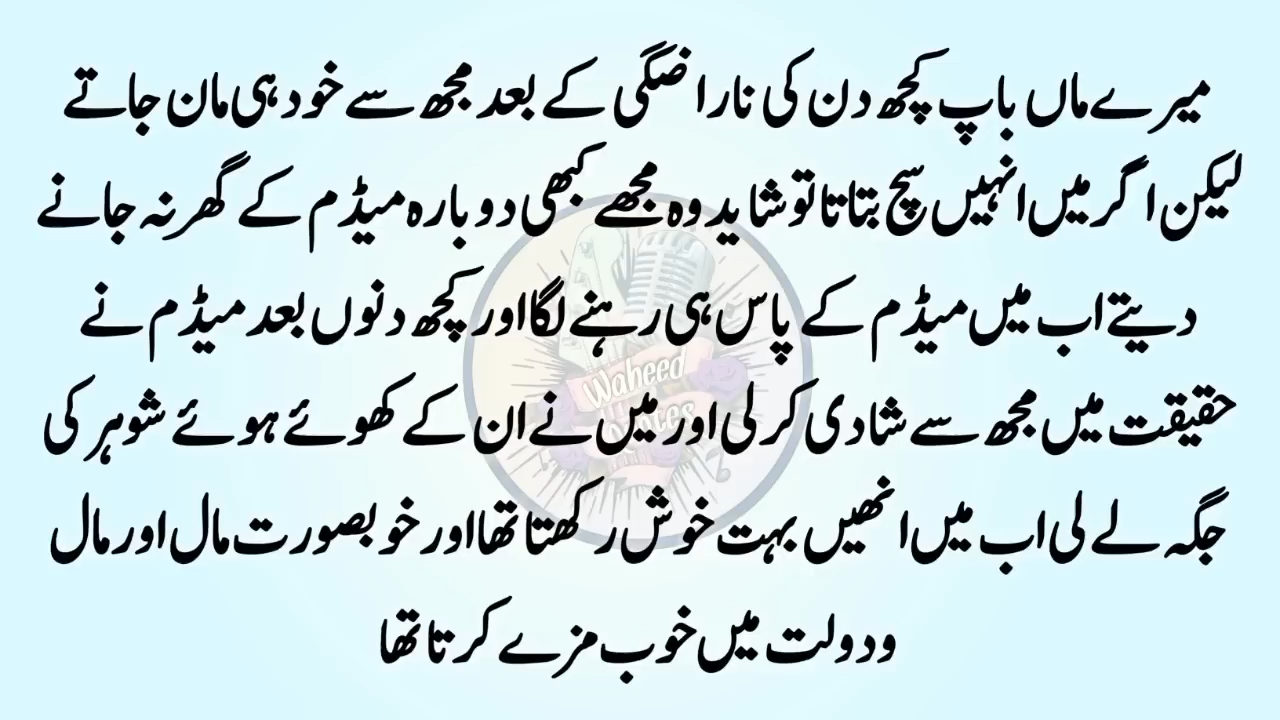 میرے ماں باپ کچھ دن کی ناراضگی کے بعد مجھ سے خود ہی مان جاتے
لیکن اگر میں انہیں سچ بتاتا تو شاید وہ مجھے کبھی دوبارہ میڈم کے گھر نہ جانے
دیتے اب میں میڈم کے پاس ہی رہنے لگا اور کچھ دنوں بعد میڈم نے
حقیقت میں مجھ سے شادی کر لی اور میں نے ان کے کھوئے ہوئے شوہر کی
جگہ لے لی اب میں انھیں بہت خوش رکھتا تھا اور خوبصورت مال اور مال
ودولت میں خوب مزے کرتا تھا
Waheed
Quotes